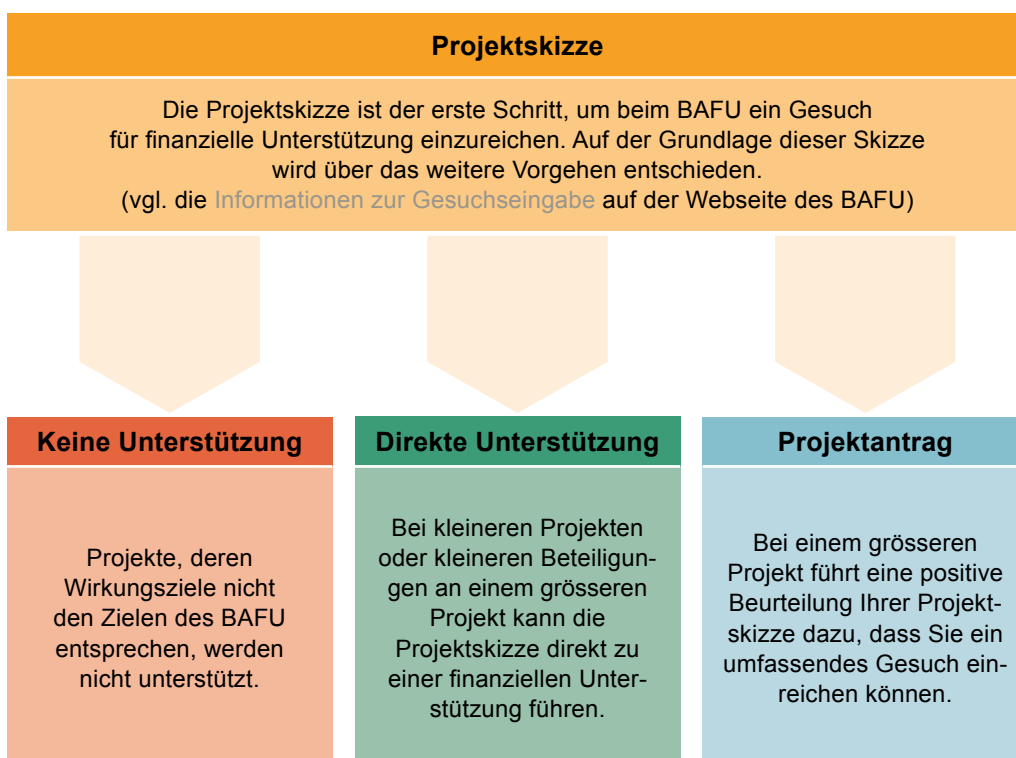 Projektskizze
Die Projektskizze ist der erste Schritt, um beim BAFU ein Gesuch
für finanzielle Unterstützung einzureichen. Auf der Grundlage dieser Skizze
wird über das weitere Vorgehen entschieden.
(vgl. die Informationen zur Gesuchseingabe auf der Webseite des BAFU)
Keine Unterstützung
Projekte, deren
Wirkungsziele nicht
den Zielen des BAFU
entsprechen, werden
nicht unterstützt.
Direkte Unterstützung
Bei kleineren Projekten
oder kleineren Beteiligun-
gen an einem grösseren
Projekt kann die
Projektskizze direkt zu
einer finanziellen Unter-
stützung führen.
Projektantrag
Bei einem grösseren
Projekt führt eine positive
Beurteilung Ihrer Projekt-
skizze dazu, dass Sie ein
umfassendes Gesuch ein-
reichen können.